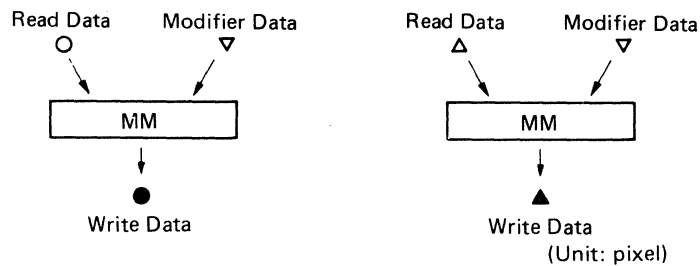 Read Data
Modifier Data
MM
Write Data
Read Data
Modifier Data
MM
Write Data
(Unit: pixel)